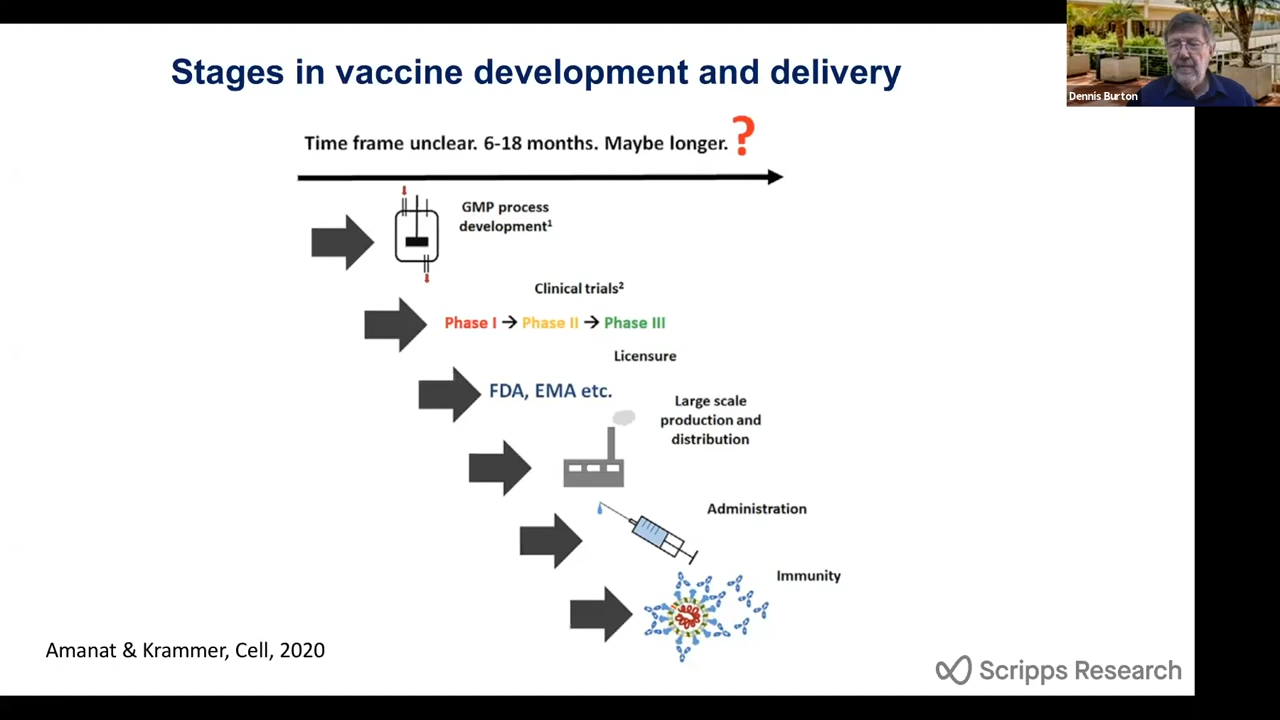 Stages in vaccine development and delivery
Dennis Burton
Time frame unclear. 6-18 months. Maybe longer. ?
GMP process
development¹
Clinical trials²
Phase I → Phase II → Phase III
Licensure
FDA, EMA etc.
Large scale
production and
distribution
Administration
Immunity
Amanat & Krammer, Cell, 2020
Scripps Research